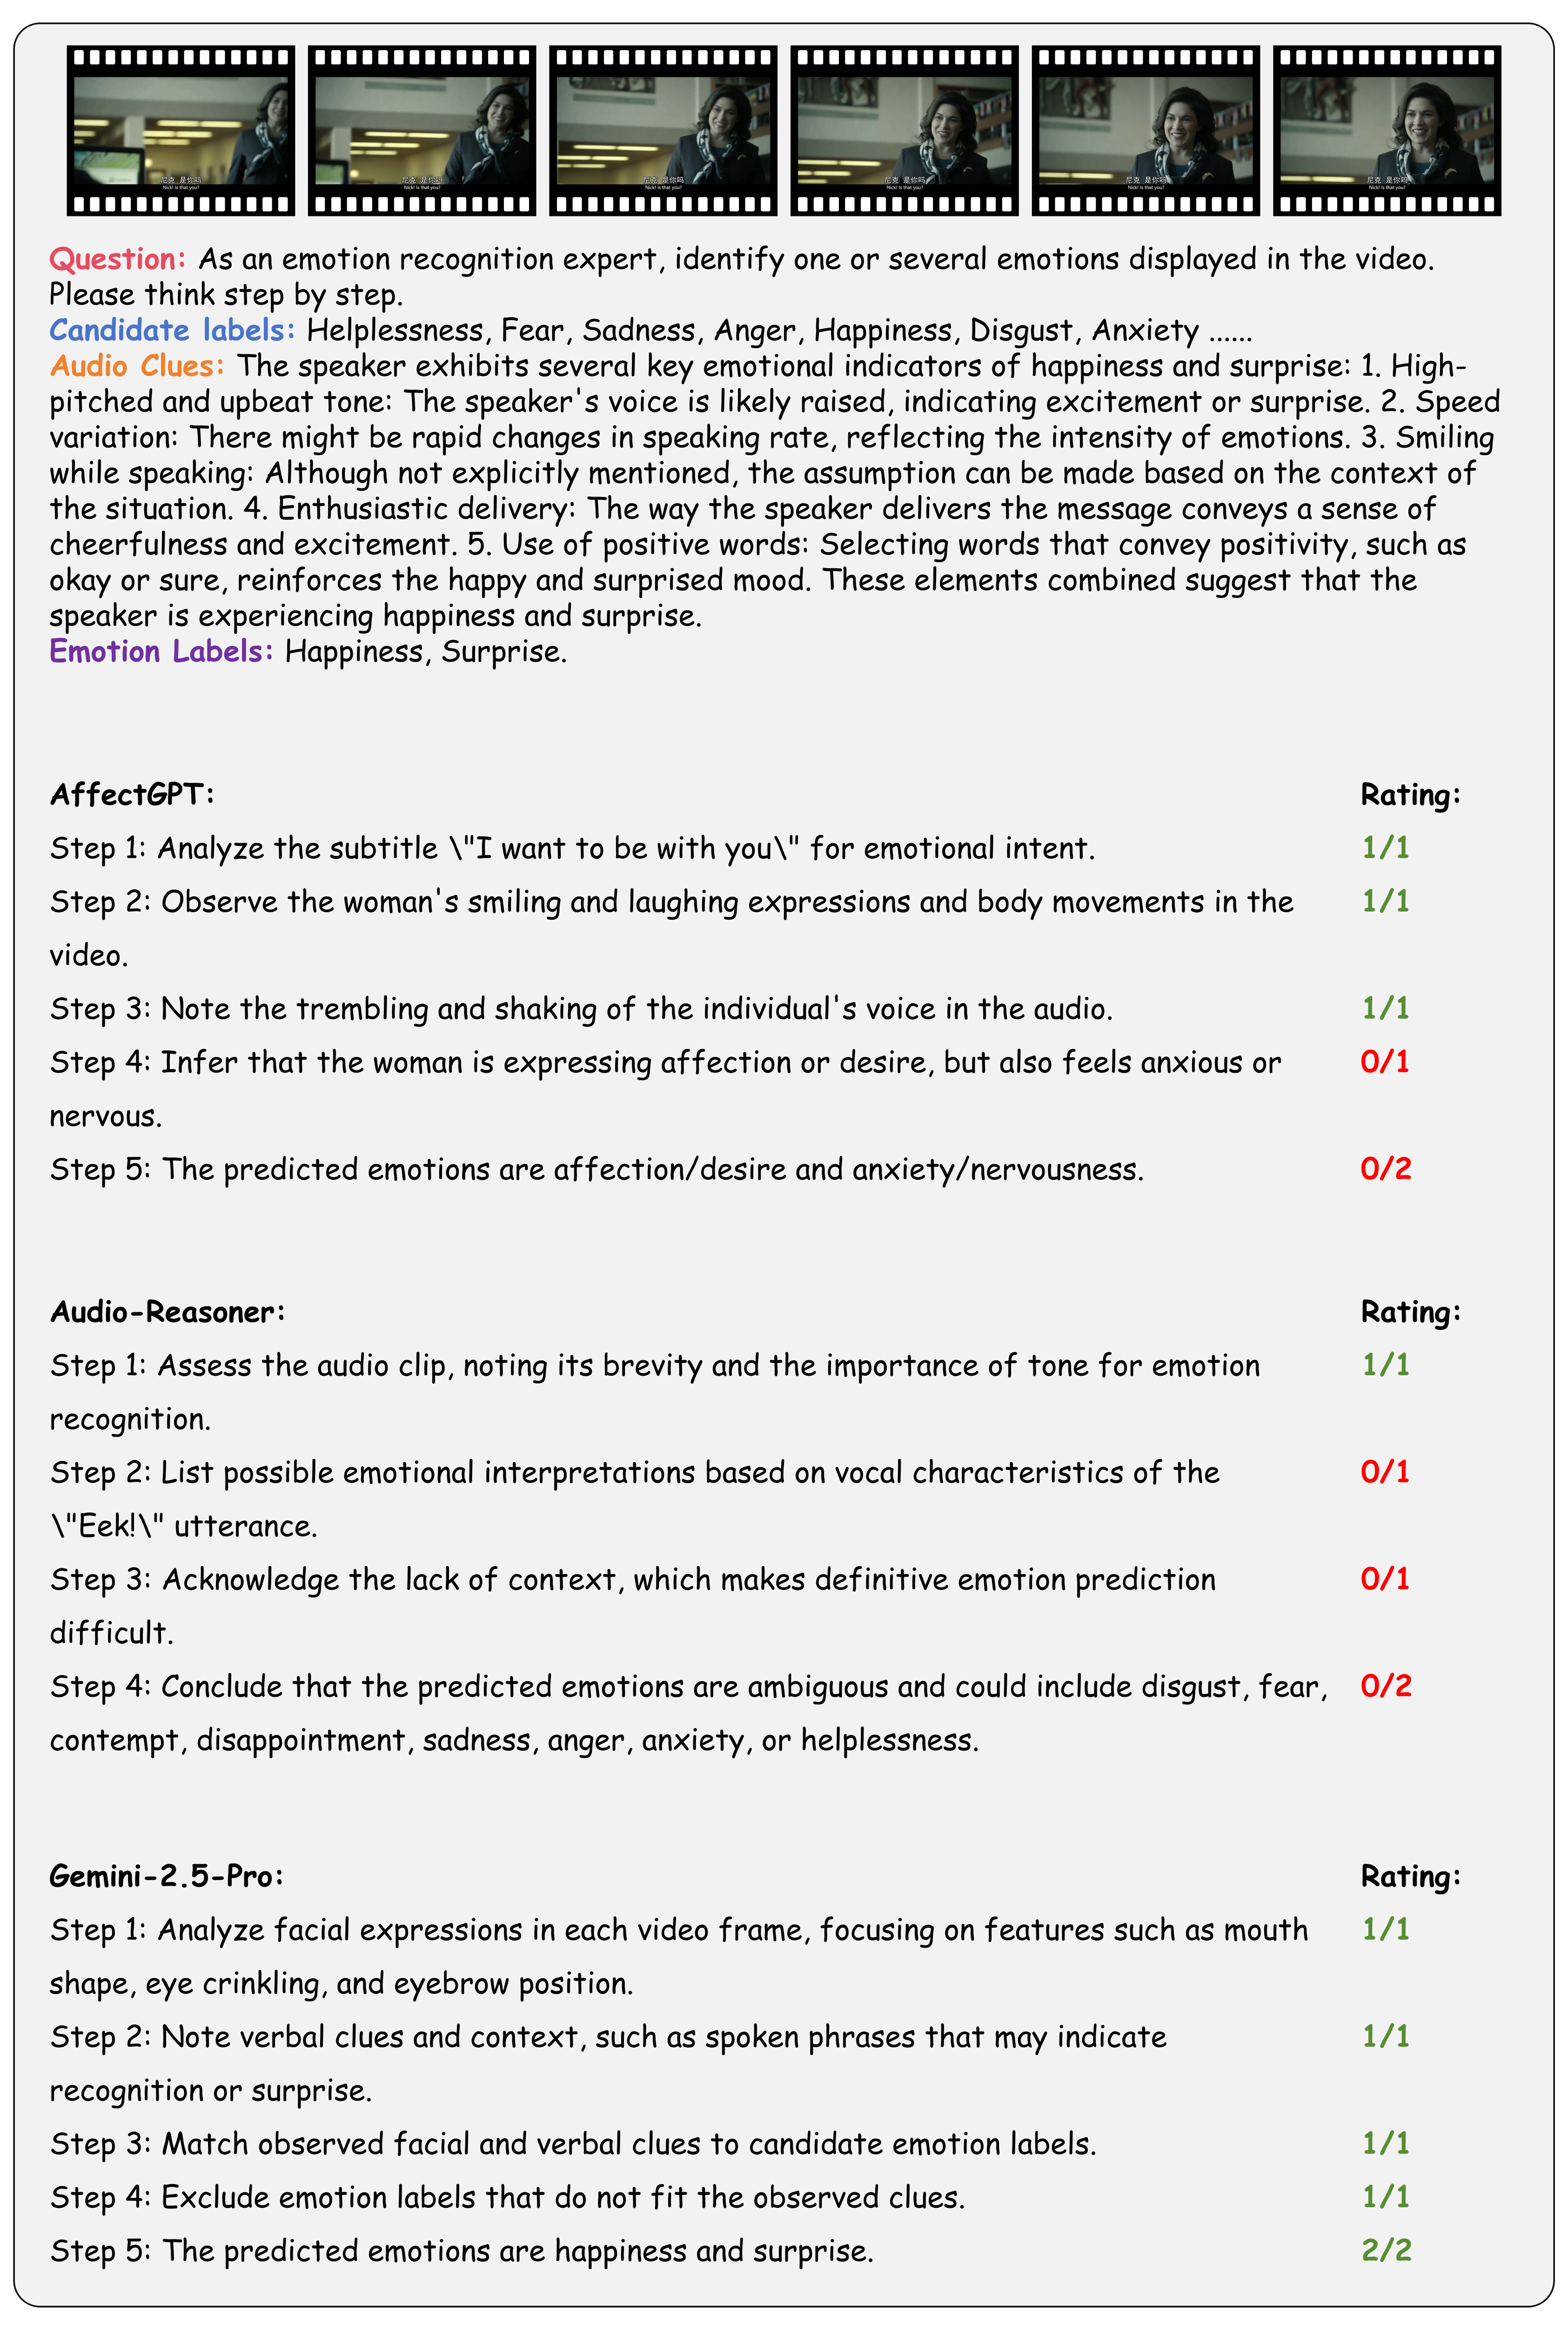 尼克 是你吗
Nick! Is that you?
尼克 是你吗
Nick! Is that you?
尼克 是你吗
Nick! Is that you?
尼克 是你吗
Nick! Is that you?
尼克 是你吗
Nick! Is that you?
尼克 是你吗
Nick! Is that you?
Question: As an emotion recognition expert, identify one or several emotions displayed in the video.
Please think step by step.
Candidate labels: Helplessness, Fear, Sadness, Anger, Happiness, Disgust, Anxiety ......
Audio Clues: The speaker exhibits several key emotional indicators of happiness and surprise: 1. High-
pitched and upbeat tone: The speaker's voice is likely raised, indicating excitement or surprise. 2. Speed
variation: There might be rapid changes in speaking rate, reflecting the intensity of emotions. 3. Smiling
while speaking: Although not explicitly mentioned, the assumption can be made based on the context of
the situation. 4. Enthusiastic delivery: The way the speaker delivers the message conveys a sense of
cheerfulness and excitement. 5. Use of positive words: Selecting words that convey positivity, such as
okay or sure, reinforces the happy and surprised mood. These elements combined suggest that the
speaker is experiencing happiness and surprise.
Emotion Labels: Happiness, Surprise.
AffectGPT: Rating:
Step 1: Analyze the subtitle \"I want to be with you\" for emotional intent. 1/1
Step 2: Observe the woman's smiling and laughing expressions and body movements in the 1/1
video.
Step 3: Note the trembling and shaking of the individual's voice in the audio. 1/1
Step 4: Infer that the woman is expressing affection or desire, but also feels anxious or 0/1
nervous.
Step 5: The predicted emotions are affection/desire and anxiety/nervousness. 0/2
Audio-Reasoner: Rating:
Step 1: Assess the audio clip, noting its brevity and the importance of tone for emotion 1/1
recognition.
Step 2: List possible emotional interpretations based on vocal characteristics of the 0/1
\"Eek!\" utterance.
Step 3: Acknowledge the lack of context, which makes definitive emotion prediction 0/1
difficult.
Step 4: Conclude that the predicted emotions are ambiguous and could include disgust, fear, 0/2
contempt, disappointment, sadness, anger, anxiety, or helplessness.
Gemini-2.5-Pro: Rating:
Step 1: Analyze facial expressions in each video frame, focusing on features such as mouth 1/1
shape, eye crinkling, and eyebrow position.
Step 2: Note verbal clues and context, such as spoken phrases that may indicate 1/1
recognition or surprise.
Step 3: Match observed facial and verbal clues to candidate emotion labels. 1/1
Step 4: Exclude emotion labels that do not fit the observed clues. 1/1
Step 5: The predicted emotions are happiness and surprise. 2/2